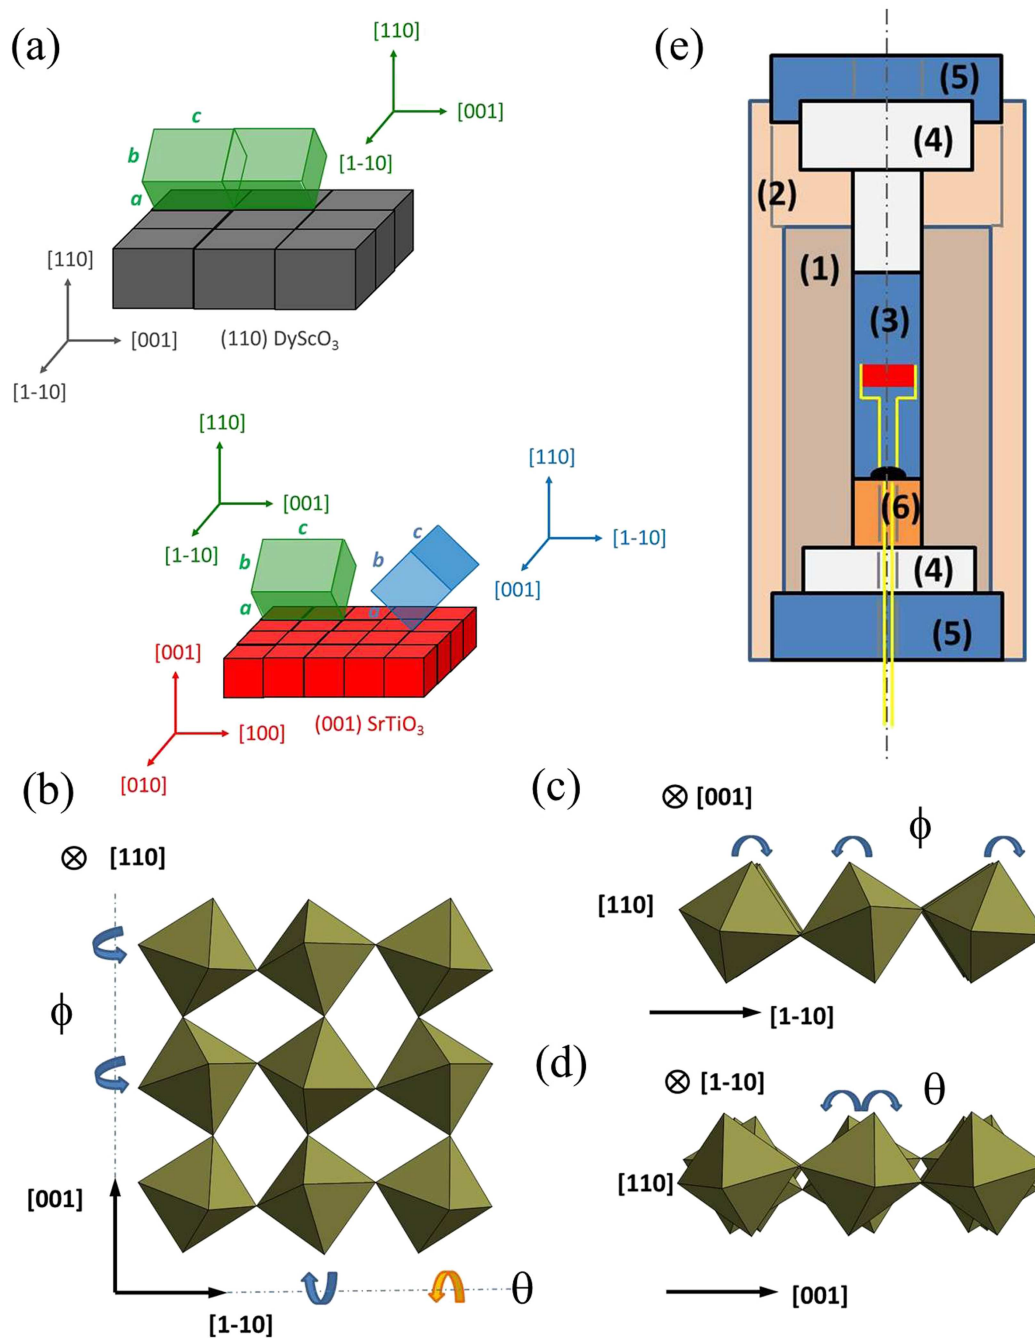 (a)
[110]
[001]
[1-10]
c
b
a
[110]
[001]
[1-10]
(110) DyScO3
[110]
[001]
[1-10]
c
b
a
c
b
a
[110]
[1-10]
[001]
[001]
[100]
[010]
(001) SrTiO3
(e)
(5)
(4)
(2)
(1)
(3)
(6)
(4)
(5)
(b)
⊗ [110]
ϕ
[001]
[1-10]
θ
(c)
⊗ [001]
ϕ
[110]
[1-10]
(d)
⊗ [1-10]
θ
[110]
[001]